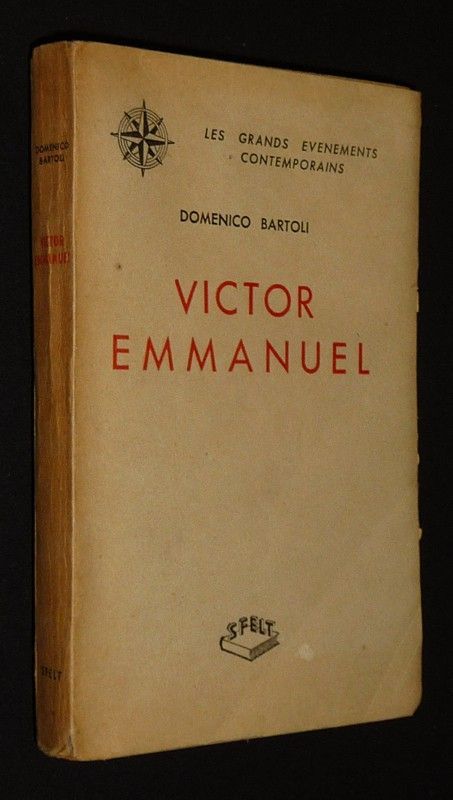 LES GRANDS EVENEMENTS
CONTEMPORAINS
DOMENICO BARTOLI
VICTOR
EMMANUEL
SFELT
DOMENICO
BARTOLI
VICTOR
EMMANUEL
SFELT